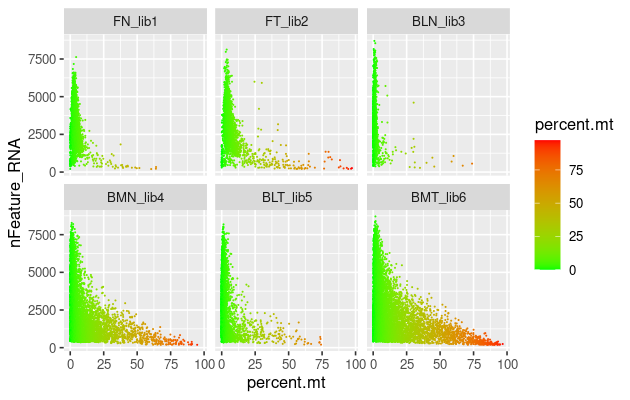 FN_lib1 FT_lib2 BLN_lib3
7500
5000
2500
0
BMN_lib4 BLT_lib5 BMT_lib6
7500
5000
2500
0
0 25 50 75 100 0 25 50 75 100 0 25 50 75 100
percent.mt
nFeature_RNA
percent.mt
75
50
25
0